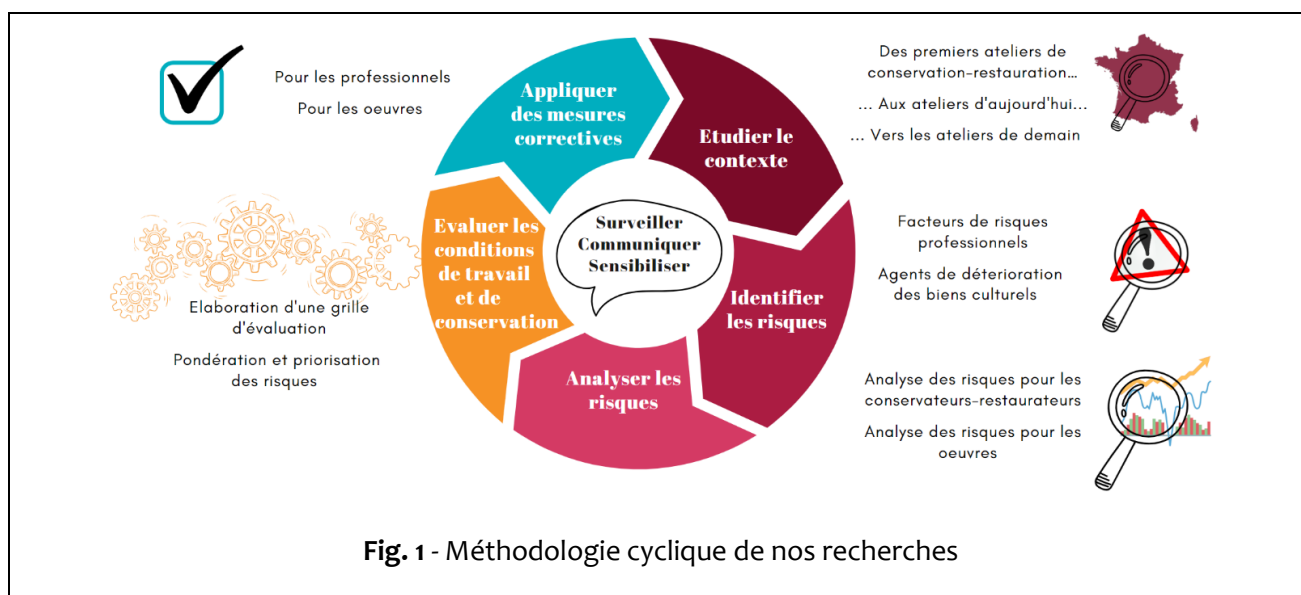 Pour les professionnels
Pour les oeuvres
Appliquer
des mesures
correctives
Etudier le
contexte
Des premiers ateliers de
conservation-restauration...
... Aux ateliers d'aujourd'hui...
... Vers les ateliers de demain
Evaluer les
conditions
de travail
et de
conservation
Surveiller
Communiquer
Sensibiliser
Identifier
les risques
Facteurs de risques
professionnels
Agents de déterioration
des biens culturels
Elaboration d'une grille
d'évaluation
Pondération et priorisation
des risques
Analyser les
risques
Analyse des risques pour les
conservateurs-restaurateurs
Analyse des risques pour les
oeuvres
Fig. 1 - Méthodologie cyclique de nos recherches